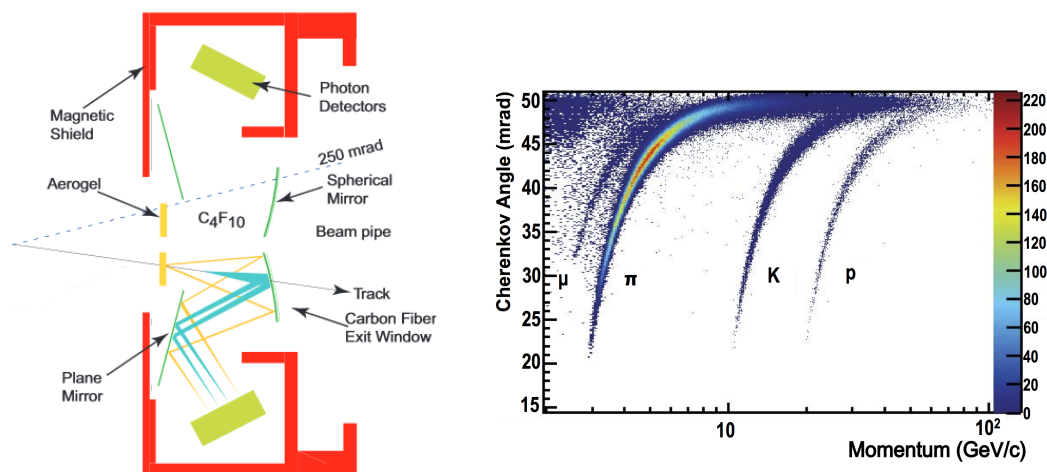 Magnetic
Shield
Photon
Detectors
250 mrad
Aerogel
C4F10
Spherical
Mirror
Beam pipe
Track
Carbon Fiber
Exit Window
Plane
Mirror
Cherenkov Angle (mrad)
50
45
40
35
30
25
20
15
μ
π
K
p
10
10²
Momentum (GeV/c)
220
200
180
160
140
120
100
80
60
40
20
0